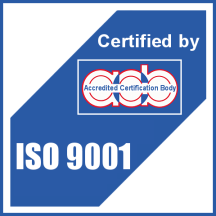 Certified by
acb
Accredited Certification Body
ISO 9001